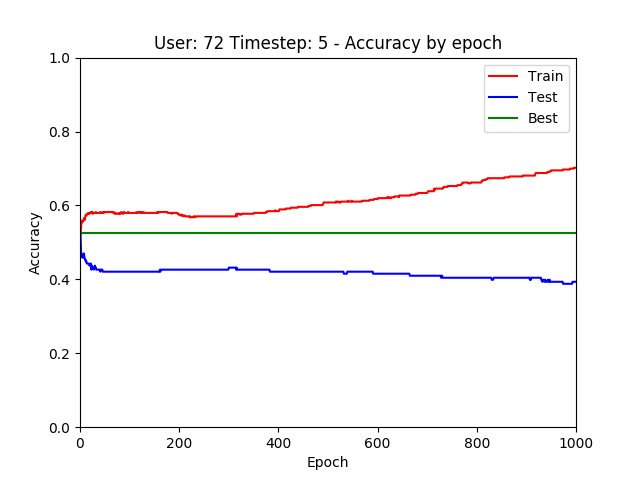 User: 72 Timestep: 5 - Accuracy by epoch
1.0
0.8
0.6
0.4
0.2
0.0
Accuracy
Train
Test
Best
0 200 400 600 800 1000
Epoch